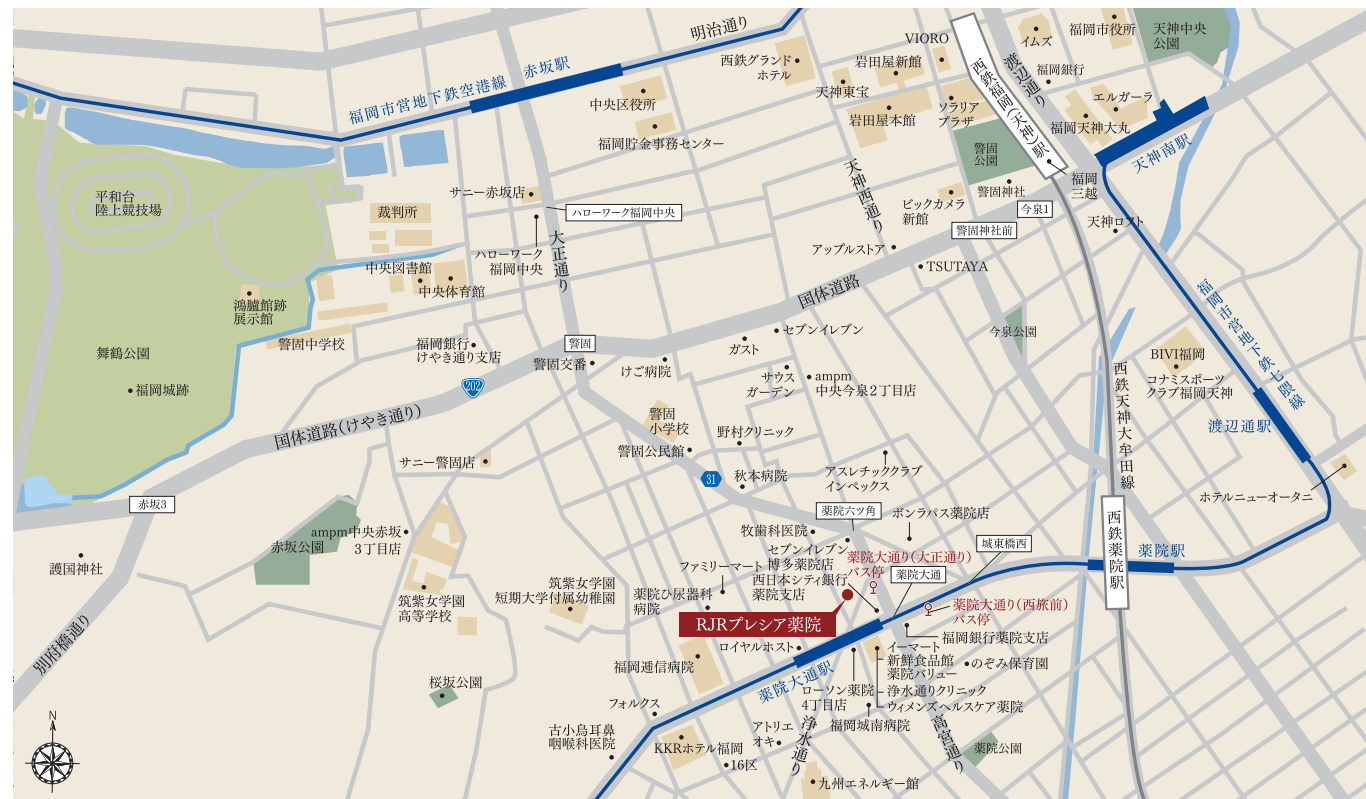 明治通り
福岡市営地下鉄空港線 赤坂駅
西鉄グランド
ホテル
VIORO
岩田屋新館
天神東宝
岩田屋本館
ソラリア
プラザ
西鉄福岡(天神)駅
渡辺通り
イムズ
福岡市役所
天神中央
公園
福岡銀行
エルガーラ
福岡天神大丸
天神南駅
中央区役所
福岡貯金事務センター
警固
公園
警固神社
福岡
三越
今泉1
天神西通り
ビックカメラ
新館
警固神社前
天神ロフト
アップルストア
TSUTAYA
平和台
陸上競技場
裁判所
サニー赤坂店
ハローワーク福岡中央
ハローワーク
福岡中央
大正通り
中央図書館
中央体育館
鴻臚館跡
展示館
警固中学校
舞鶴公園
福岡城跡
福岡銀行
けやき通り支店
警固
警固交番
けご病院
国体道路
セブンイレブン
ガスト
サウス
ガーデン
ampm
中央今泉2丁目店
今泉公園
福岡市営地下鉄七隈線
BIVI福岡
コナミスポーツ
クラブ福岡天神
西鉄天神大牟田線
渡辺通駅
ホテルニューオータニ
202
国体道路(けやき通り)
警固
小学校
警固公民館
野村クリニック
サニー警固店
31
秋本病院
アスレチッククラブ
インペックス
赤坂3
護国神社
赤坂公園
ampm中央赤坂
3丁目店
薬院六ツ角
ボンラパス薬院店
城東橋西
西鉄薬院駅
薬院駅
牧歯科医院
セブンイレブン
博多薬院店
薬院大通り(大正通り)
バス停
薬院大通
西日本シティ銀行
薬院支店
ファミリーマート
薬院ひ尿器科
病院
RJRプレシア薬院
薬院大通り(西旅前)
バス停
筑紫女学園
高等学校
筑紫女学園
短期大学付属幼稚園
別府橋通り
福岡逓信病院
ロイヤルホスト
薬院大通駅
福岡銀行薬院支店
イーマート
新鮮食品館
薬院バリュー
のぞみ保育園
浄水通りクリニック
ウィメンズヘルスケア薬院
ローソン薬院
4丁目店
福岡城南病院
桜坂公園
フォルクス
古小烏耳鼻
咽喉科医院
KKRホテル福岡
16区
アトリエ
オキ
浄水通り
高宮通り
薬院公園
九州エネルギー館
N